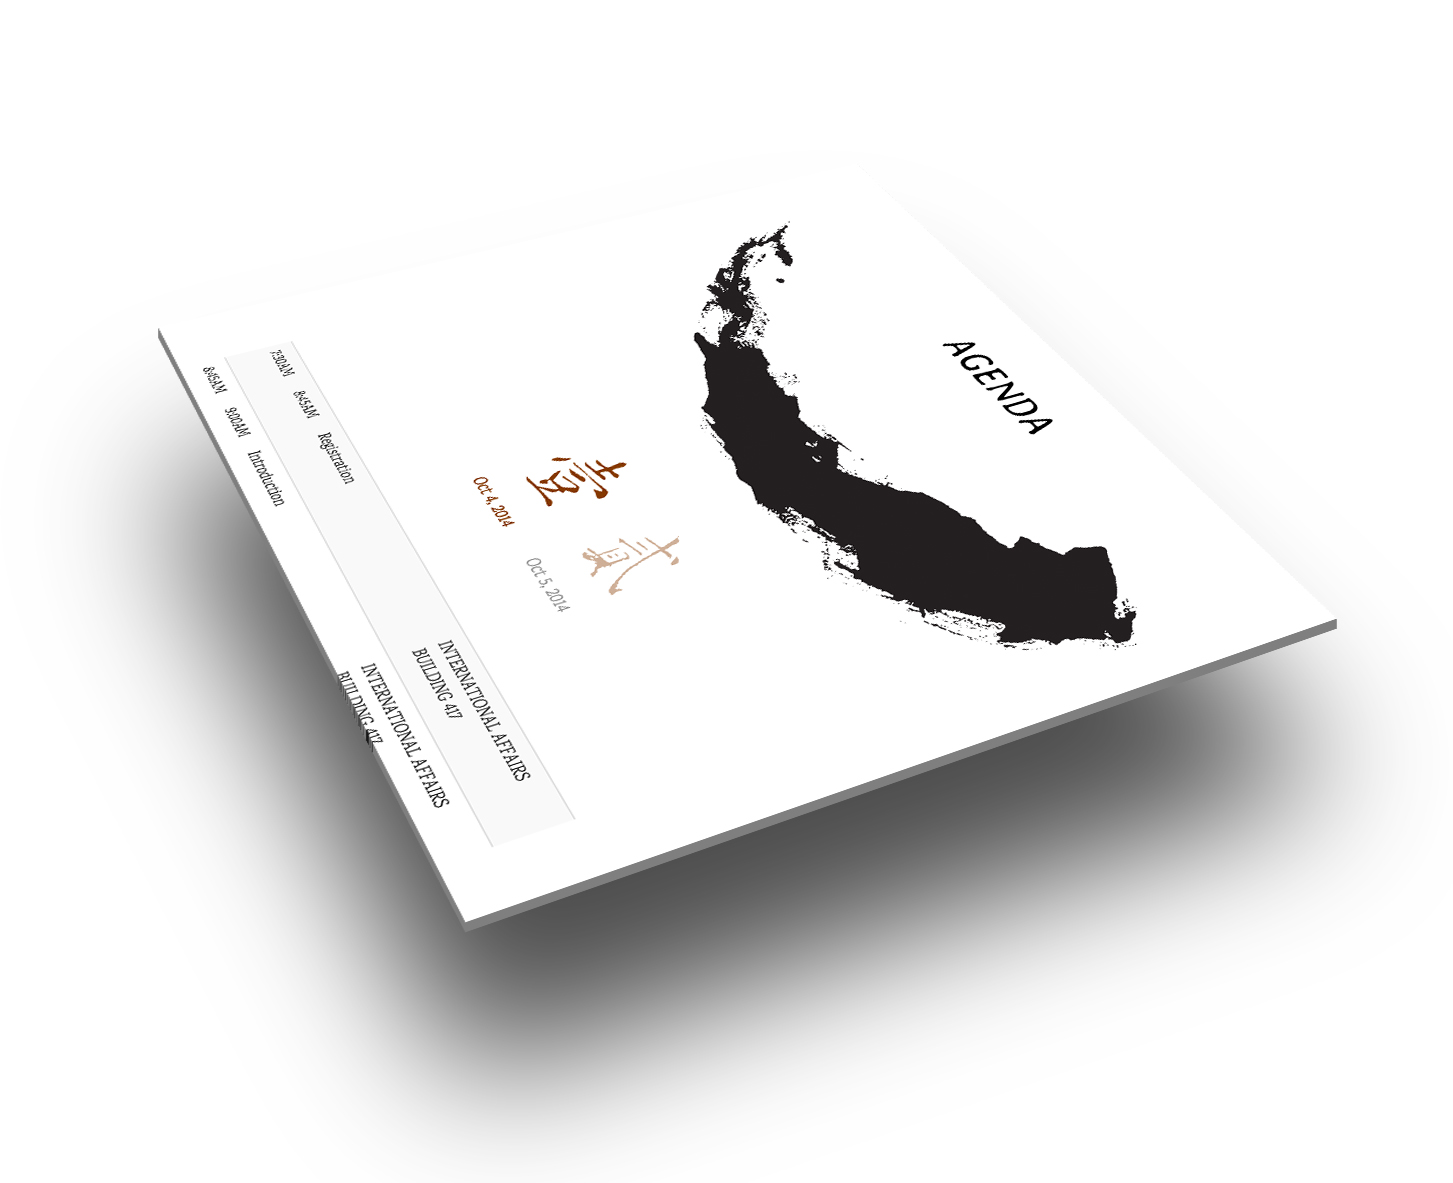 AGENDA
壹 貳
Oct 4, 2014 Oct 5, 2014
7:30AM 8:45AM Registration INTERNATIONAL AFFAIRS
BUILDING 417
8:45AM 9:00AM Introduction INTERNATIONAL AFFAIRS
BUILDING 417